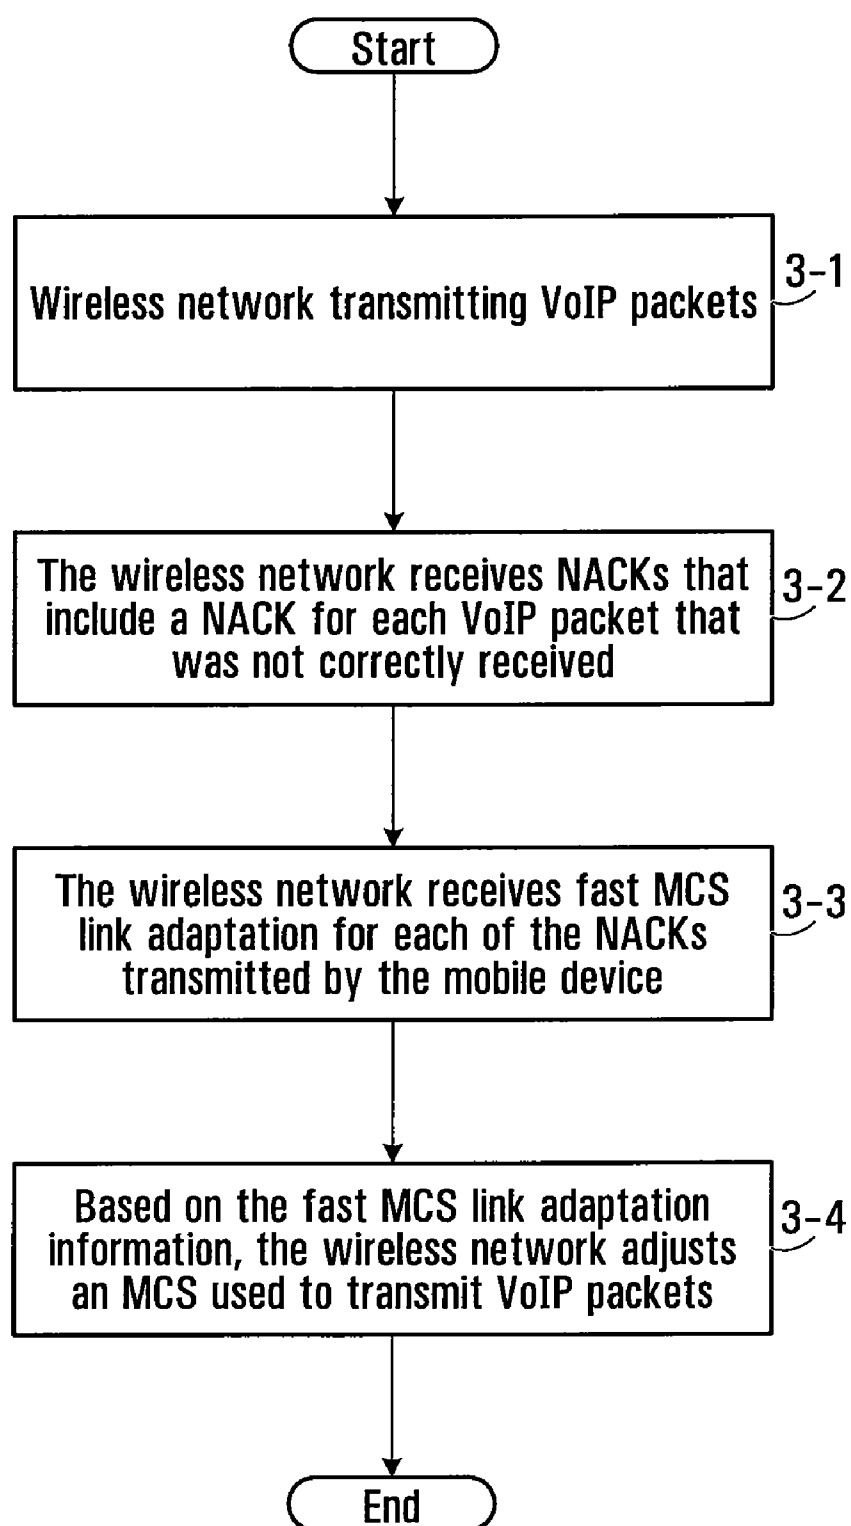 Start
Wireless network transmitting VoIP packets
3-1
The wireless network receives NACKs that
include a NACK for each VoIP packet that
was not correctly received
3-2
The wireless network receives fast MCS
link adaptation for each of the NACKs
transmitted by the mobile device
3-3
Based on the fast MCS link adaptation
information, the wireless network adjusts
an MCS used to transmit VoIP packets
3-4
End